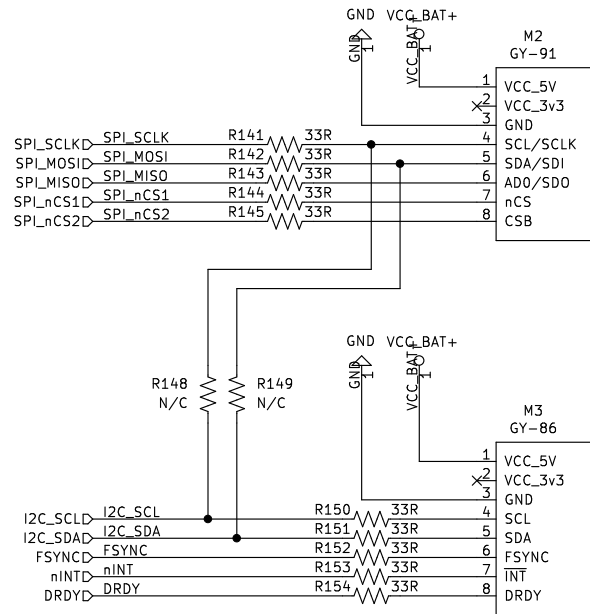 GND VCC_BAT+
GND 1 VCC_BAT+ 1
M2
GY-91
1 VCC_5V
2 VCC_3v3
3 GND
SPI_SCLK SPI_SCLK R141 33R 4 SCL/SCLK
SPI_MOSI SPI_MOSI R142 33R 5 SDA/SDI
SPI_MISO SPI_MISO R143 33R 6 ADO/SDO
SPI_nCS1 SPI_nCS1 R144 33R 7 nCS
SPI_nCS2 SPI_nCS2 R145 33R 8 CSB
GND VCC_BAT+
GND 1 VCC_BAT+ 1
R148 R149
N/C N/C
M3
GY-86
1 VCC_5V
2 VCC_3v3
3 GND
I2C_SCL I2C_SCL R150 33R 4 SCL
I2C_SDA I2C_SDA R151 33R 5 SDA
FSYNC FSYNC R152 33R 6 FSYNC
nINT nINT R153 33R 7 INT
DRDY DRDY R154 33R 8 DRDY